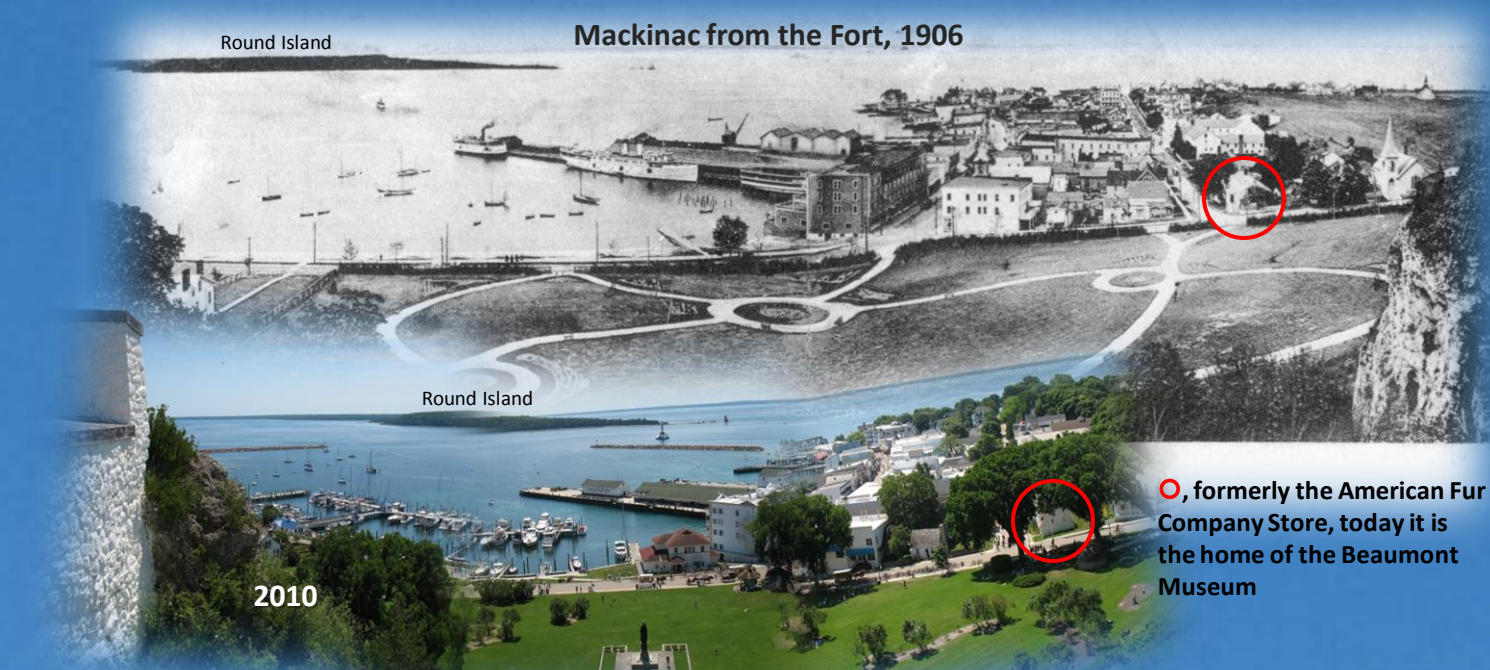 Mackinac from the Fort, 1906
Round Island
Round Island
2010
, formerly the American Fur
Company Store, today it is
the home of the Beaumont
Museum